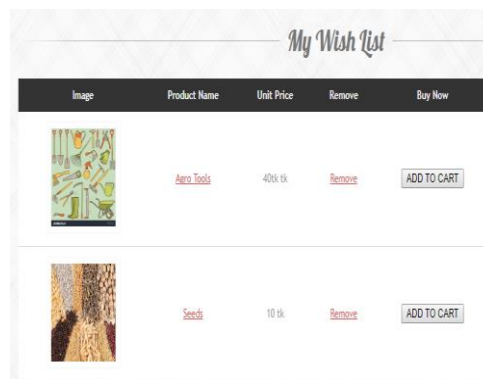 My Wish List
Image Product Name Unit Price Remove Buy Now
Agro Tools 40tk tk Remove ADD TO CART
Seeds 10 tk Remove ADD TO CART